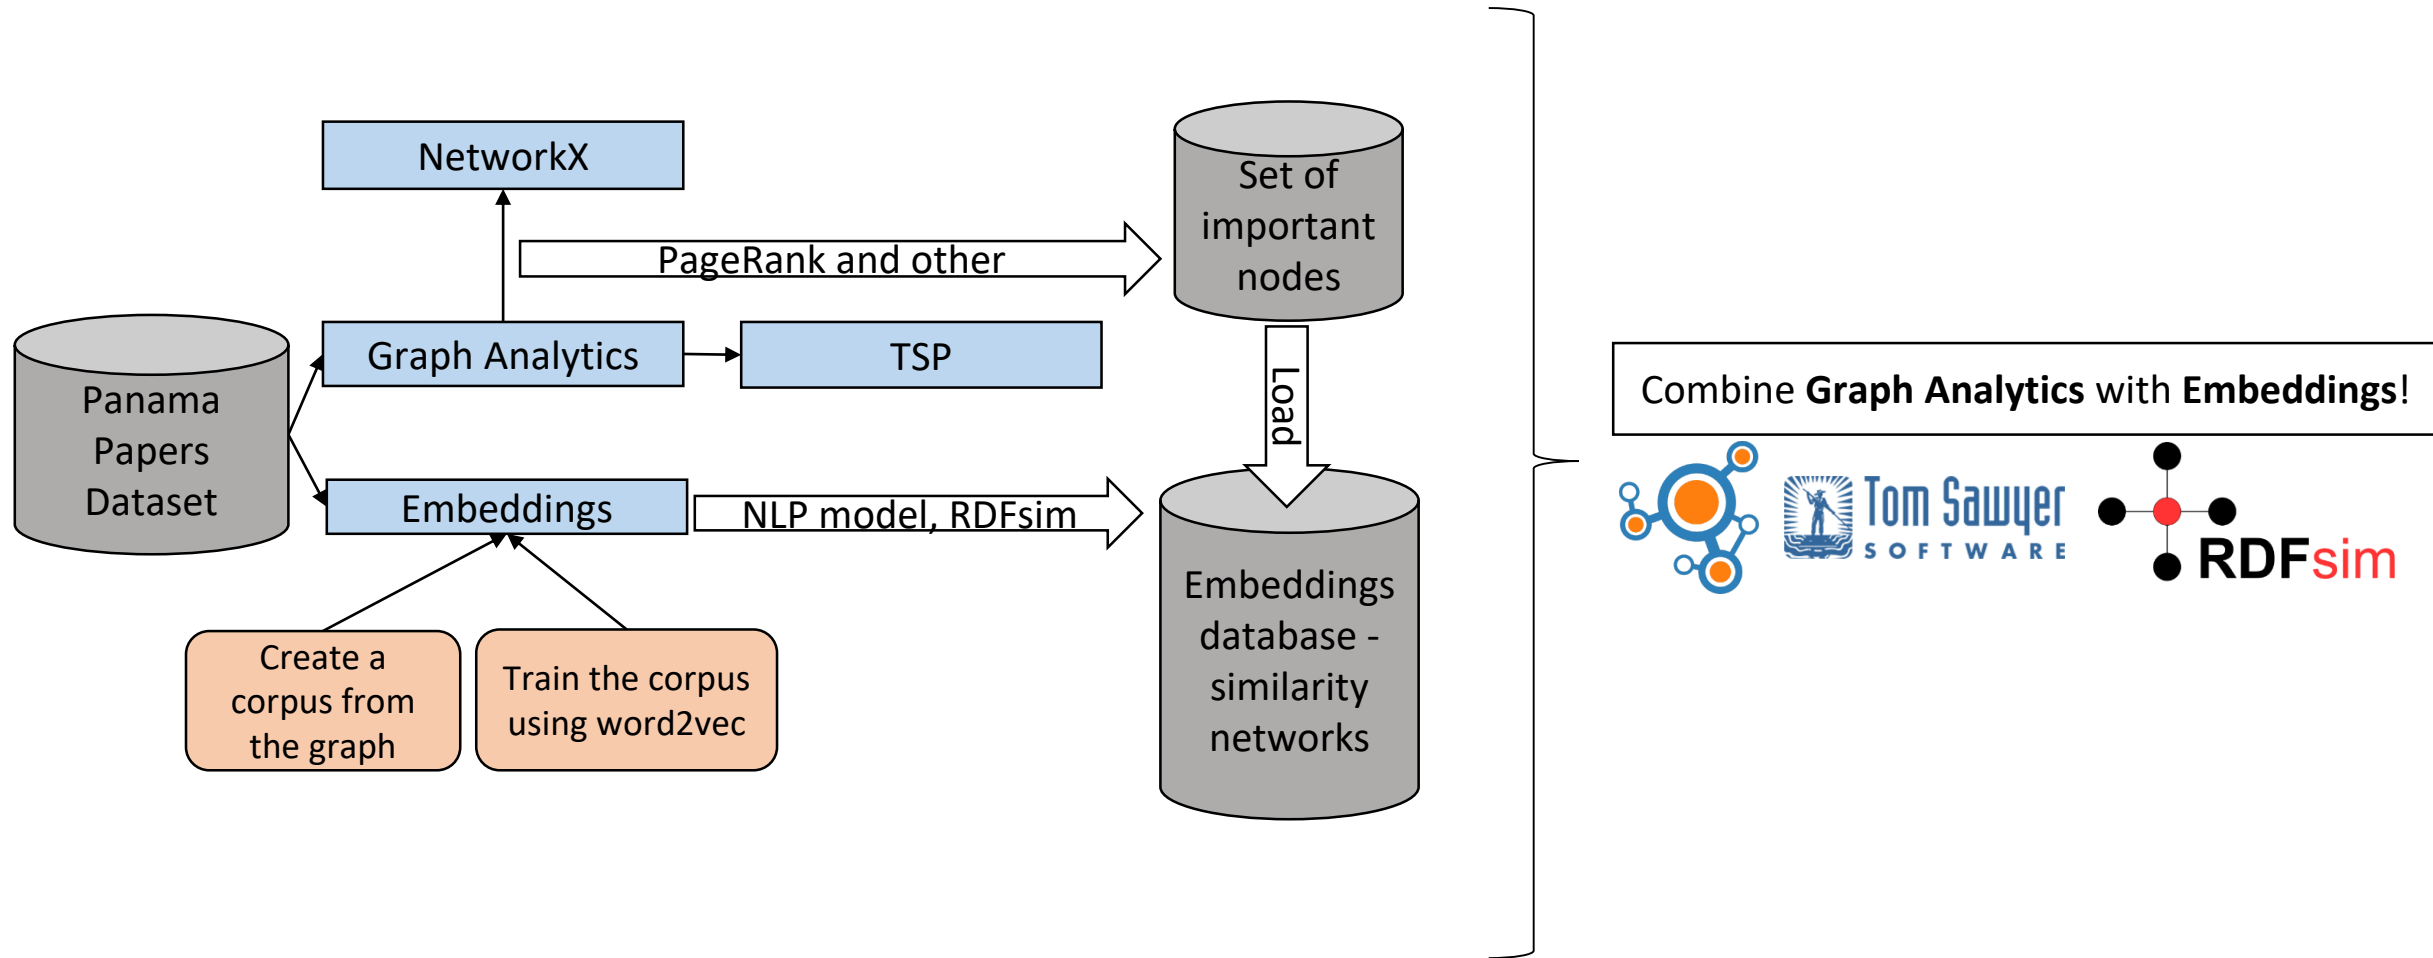 NetworkX
PageRank and other
Set of
important
nodes
Graph Analytics
TSP
Load
Panama
Papers
Dataset
Embeddings
NLP model, RDFsim
Create a
corpus from
the graph
Train the corpus
using word2vec
Embeddings
database -
similarity
networks
Combine Graph Analytics with Embeddings!
Tom Sawyer
SOFTWARE
RDFsim